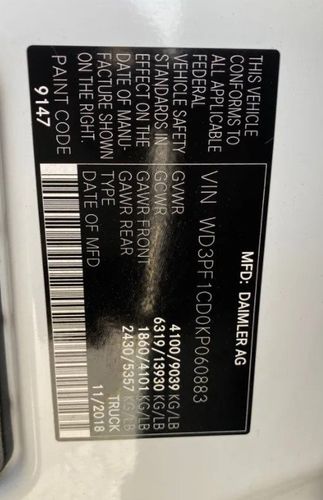 MFD: DAIMLER AG
VIN WD3PF1CD0KP060883
GVWR 4100/9039 KG/LB
GCWR 6319/13930 KG/LB
GAWR FRONT 1860/4101 KG/LB
GAWR REAR 2430/5357 KG/LB
TYPE TRUCK
DATE OF MFD 11/2018
THIS VEHICLE
CONFORMS TO
ALL APPLICABLE
FEDERAL
VEHICLE SAFETY
STANDARDS IN
EFFECT ON THE
DATE OF MANU-
FACTURE SHOWN
ON THE RIGHT
PAINT CODE
9147